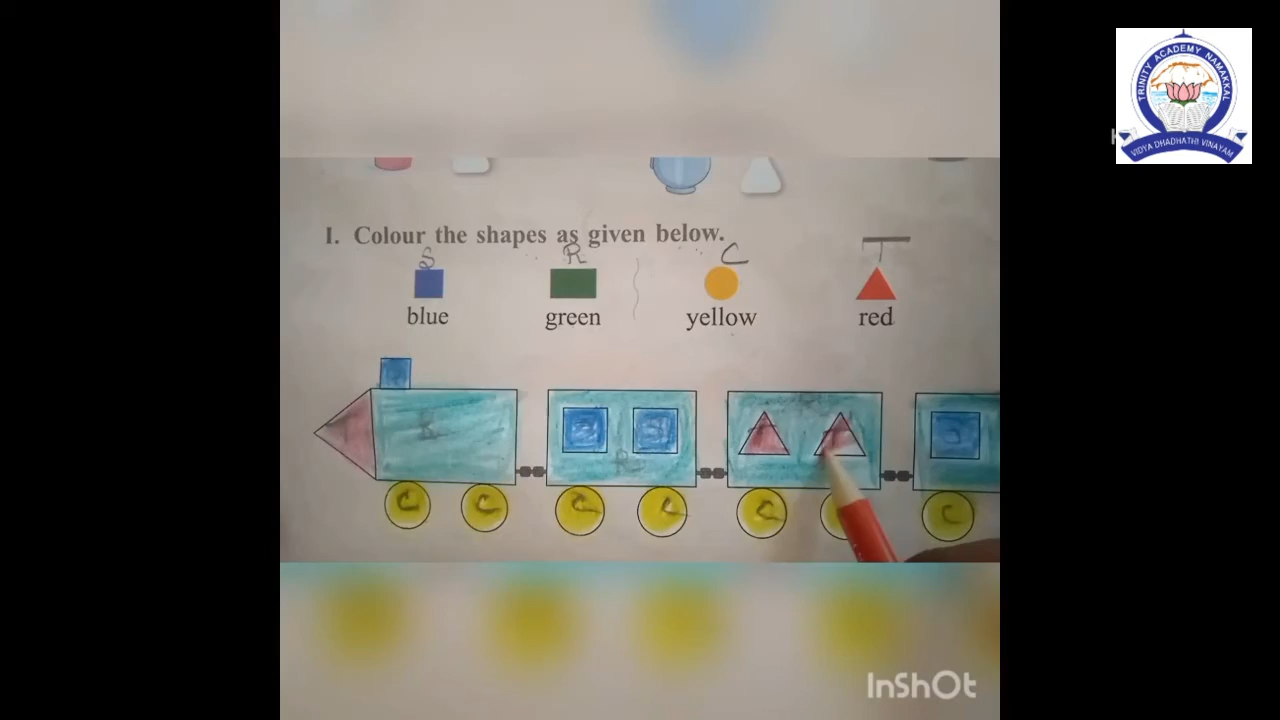 TRINITY ACADEMY NAMAKKAL
VIDYA DHADHATHI VINAYAM
I. Colour the shapes as given below.
S R C T
blue green yellow red
C C C C C C
InShOt